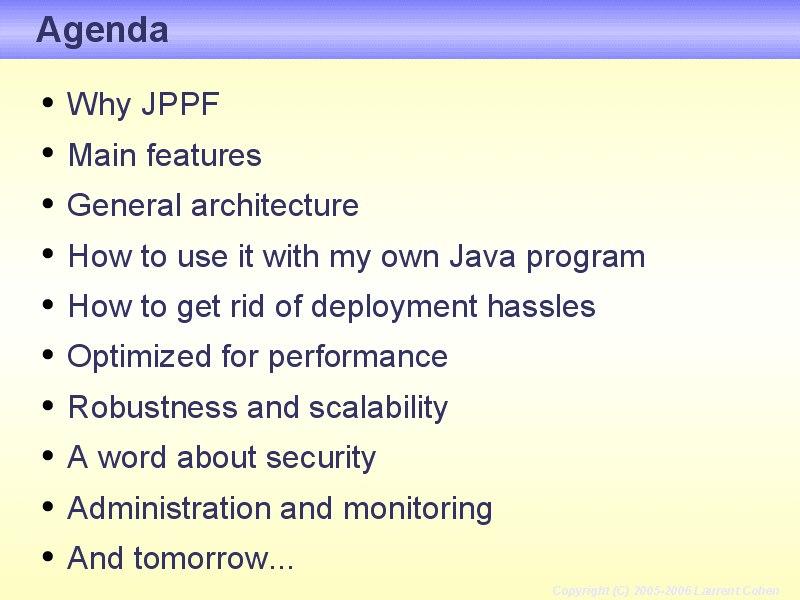 Agenda
• Why JPPF
• Main features
• General architecture
• How to use it with my own Java program
• How to get rid of deployment hassles
• Optimized for performance
• Robustness and scalability
• A word about security
• Administration and monitoring
• And tomorrow...
Copyright (C) 2005-2006 Laurent Cohen